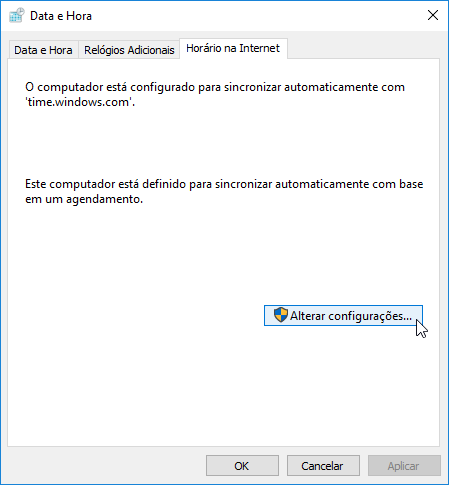 Data e Hora
Data e Hora
Relógios Adicionais
Horário na Internet
O computador está configurado para sincronizar automaticamente com
'time.windows.com'.
Este computador está definido para sincronizar automaticamente com base
em um agendamento.
Alterar configurações...
OK
Cancelar
Aplicar